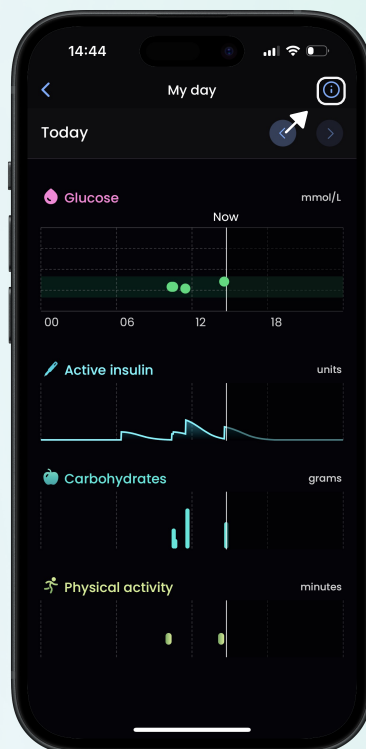 14:44
My day
Today
Glucose mmol/L
Now
00 06 12 18
Active insulin units
Carbohydrates grams
Physical activity minutes